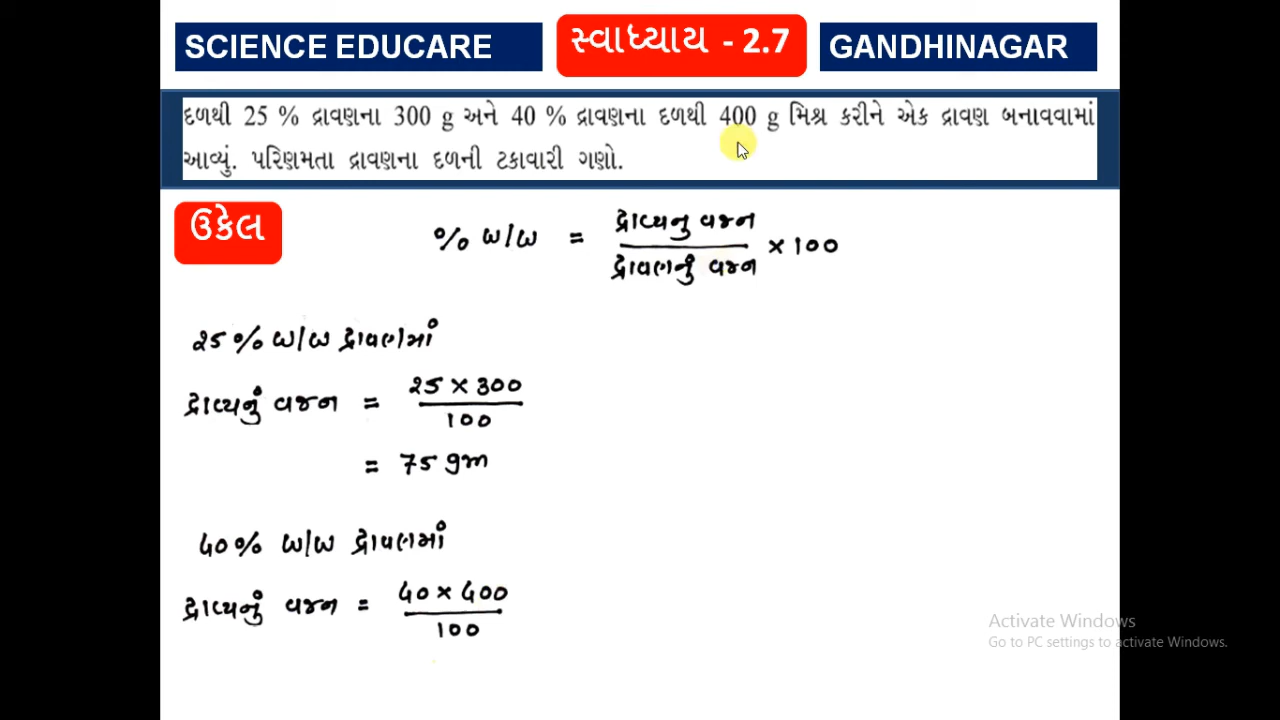 SCIENCE EDUCARE
સ્વાધ્યાય - 2.7
GANDHINAGAR
દળથી 25 % દ્રાવણના 300 g અને 40 % દ્રાવણના દળથી 400 g મિશ્ર કરીને એક દ્રાવણ બનાવવામાં
આવ્યું. પરિણમતા દ્રાવણના દળની ટકાવારી ગણો.
ઉકેલ
% W/W = દ્રાવ્યનુ વજન / દ્રાવણનું વજન × 100
25% W/W દ્રાવણમાં
દ્રાવ્યનું વજન = 25 × 300 / 100
= 75 gm
40% W/W દ્રાવણમાં
દ્રાવ્યનું વજન = 40 × 400 / 100
Activate Windows
Go to PC settings to activate Windows.